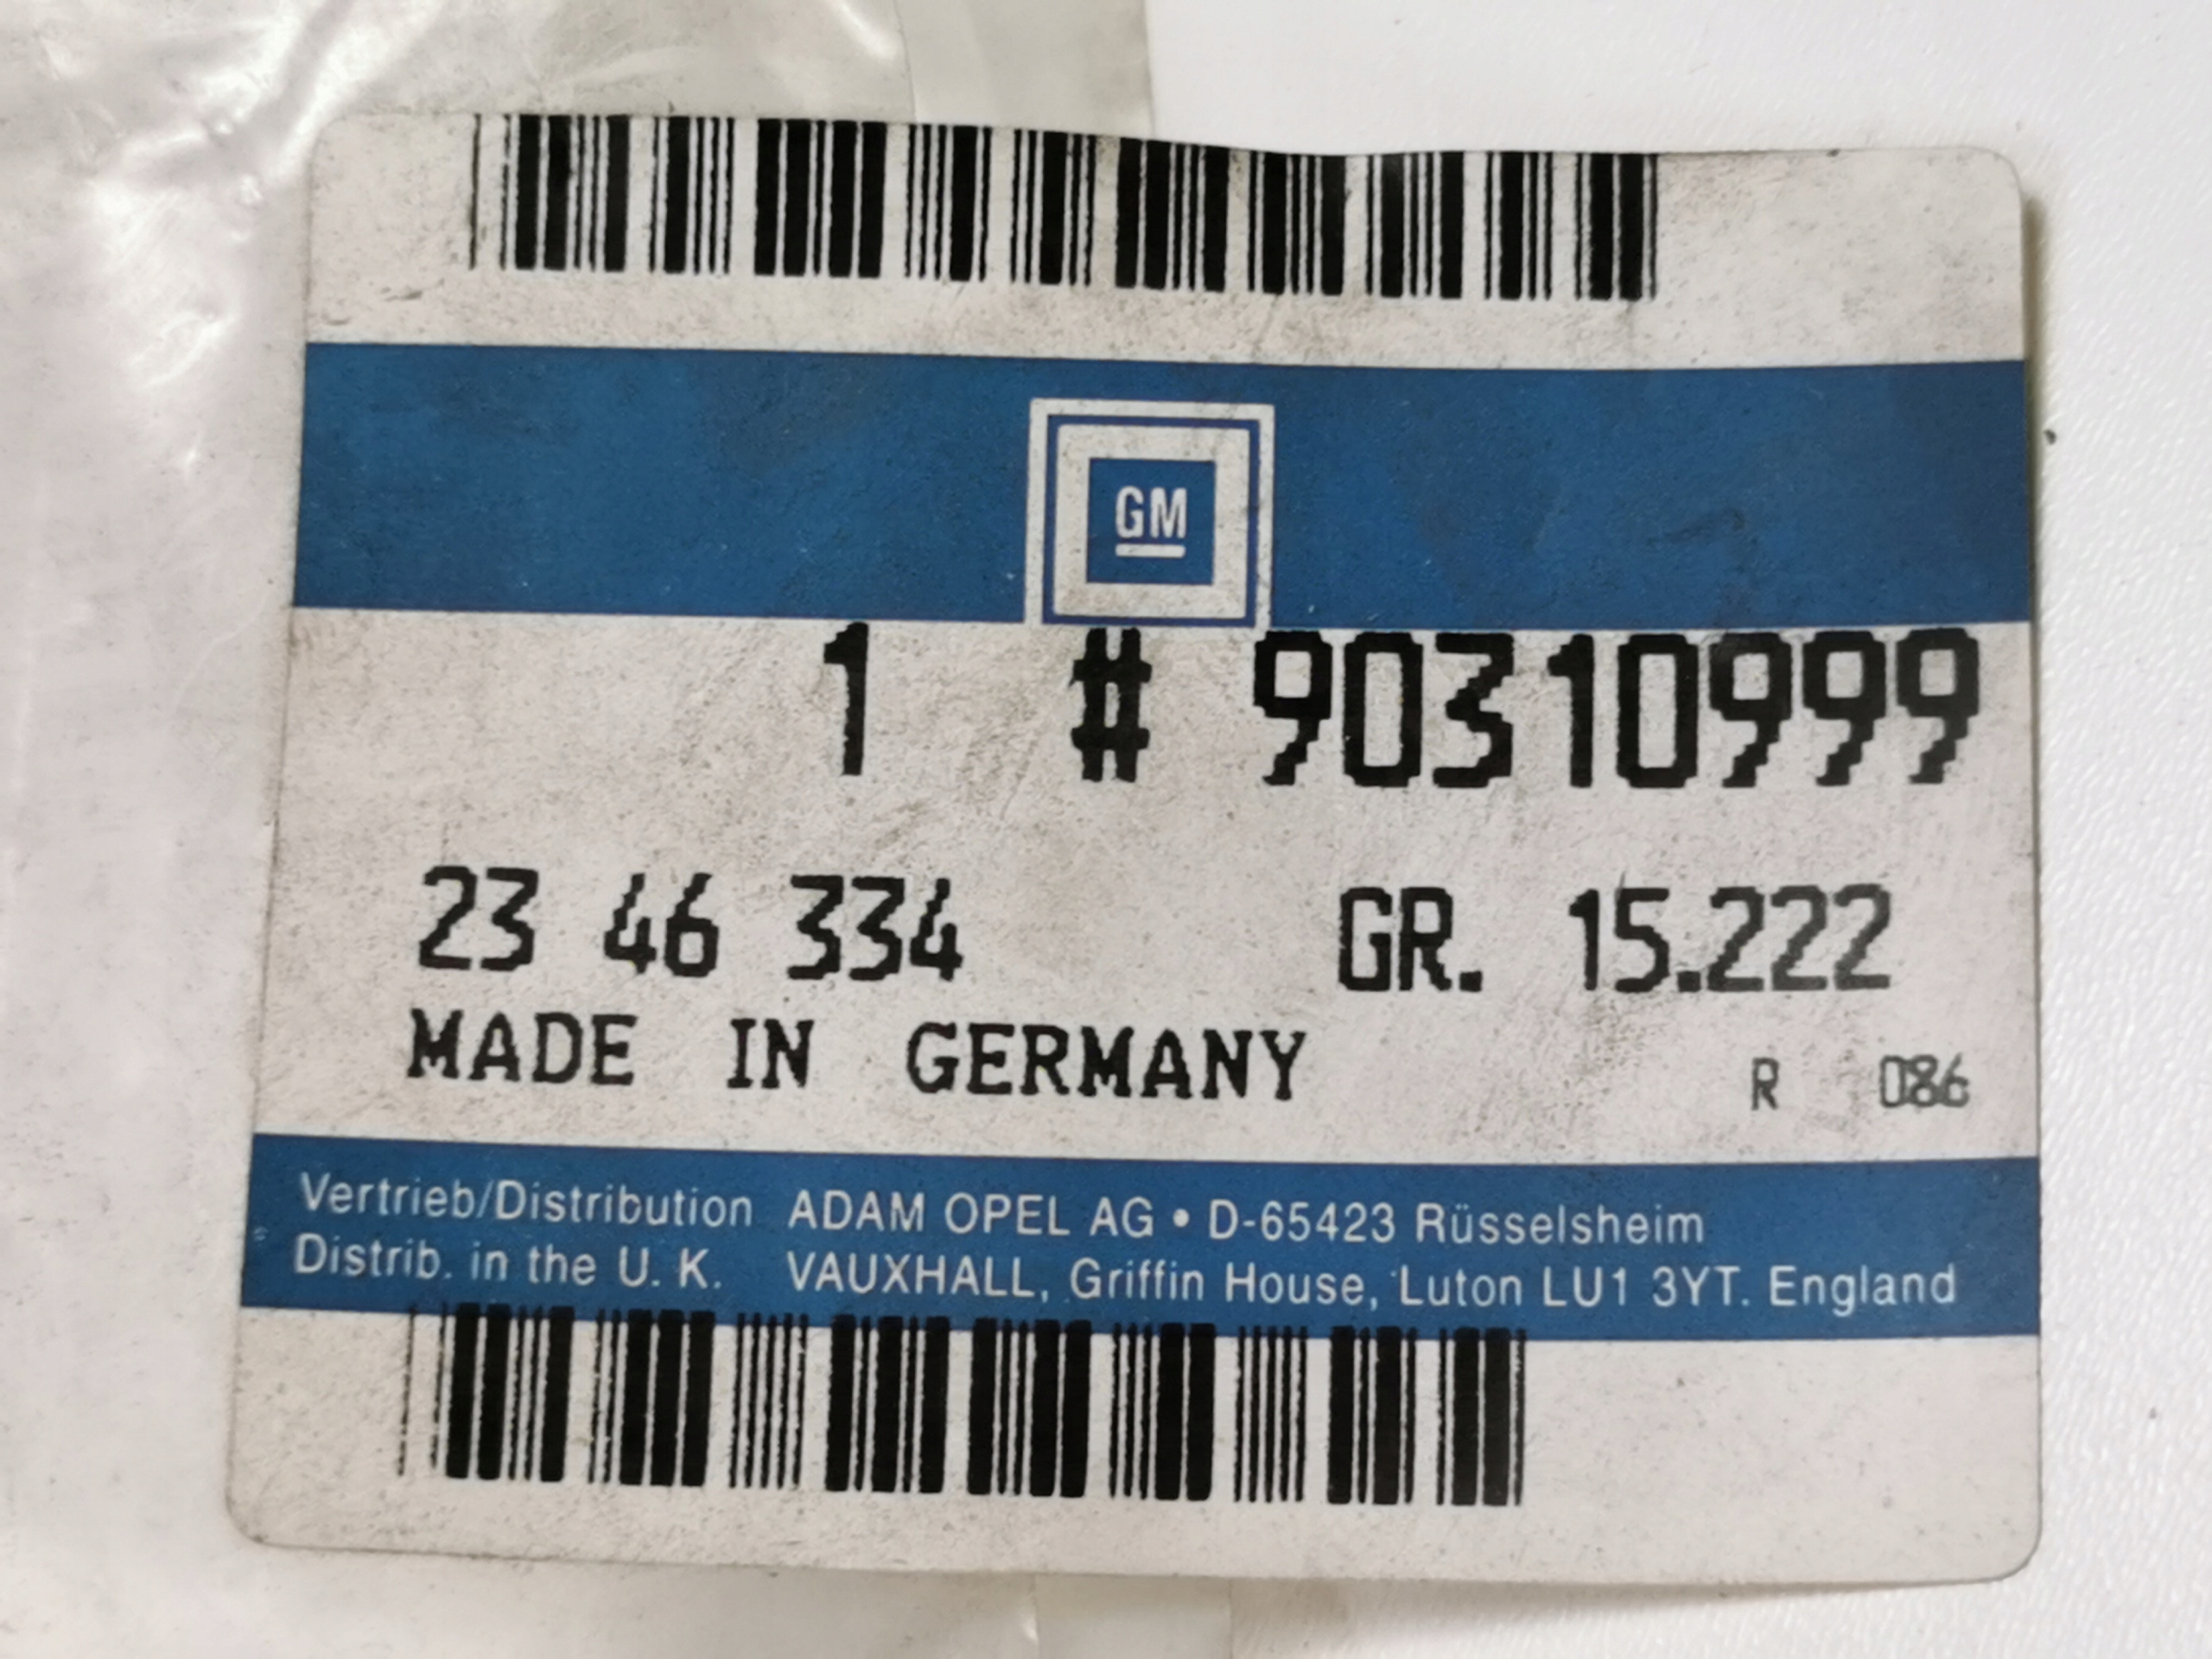 GM
1 # 90310999
23 46 334 GR. 15.222
MADE IN GERMANY R 086
Vertrieb/Distribution ADAM OPEL AG • D-65423 Rüsselsheim
Distrib. in the U. K. VAUXHALL, Griffin House, Luton LU1 3YT. England